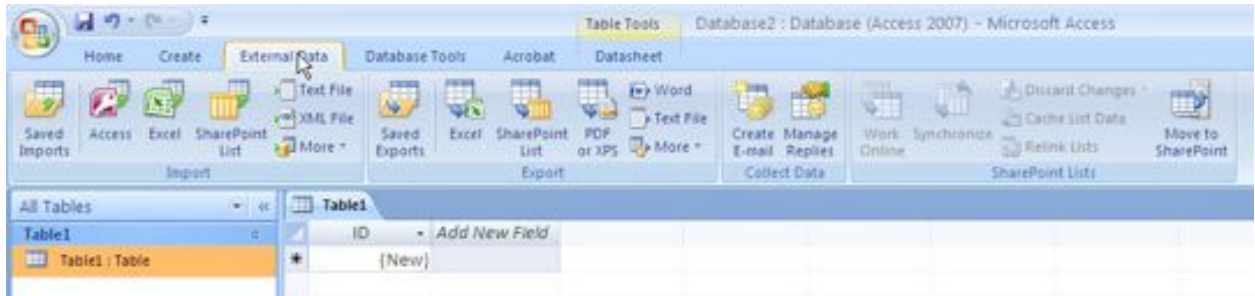 Table Tools Database2 : Database (Access 2007) - Microsoft Access
Home Create External Data Database Tools Acrobat Datasheet
Saved Imports
Access
Excel
SharePoint List
Text File
XML File
More
Import
Saved Exports
Excel
SharePoint List
PDF or XPS
Word
Text File
More
Export
Create E-mail
Manage Replies
Collect Data
Work Online
Synchronize
Discard Changes
Cache List Data
Relink Lists
Move to SharePoint
SharePoint Lists
All Tables
Table1
Table1 : Table
Table1
ID Add New Field
(New)